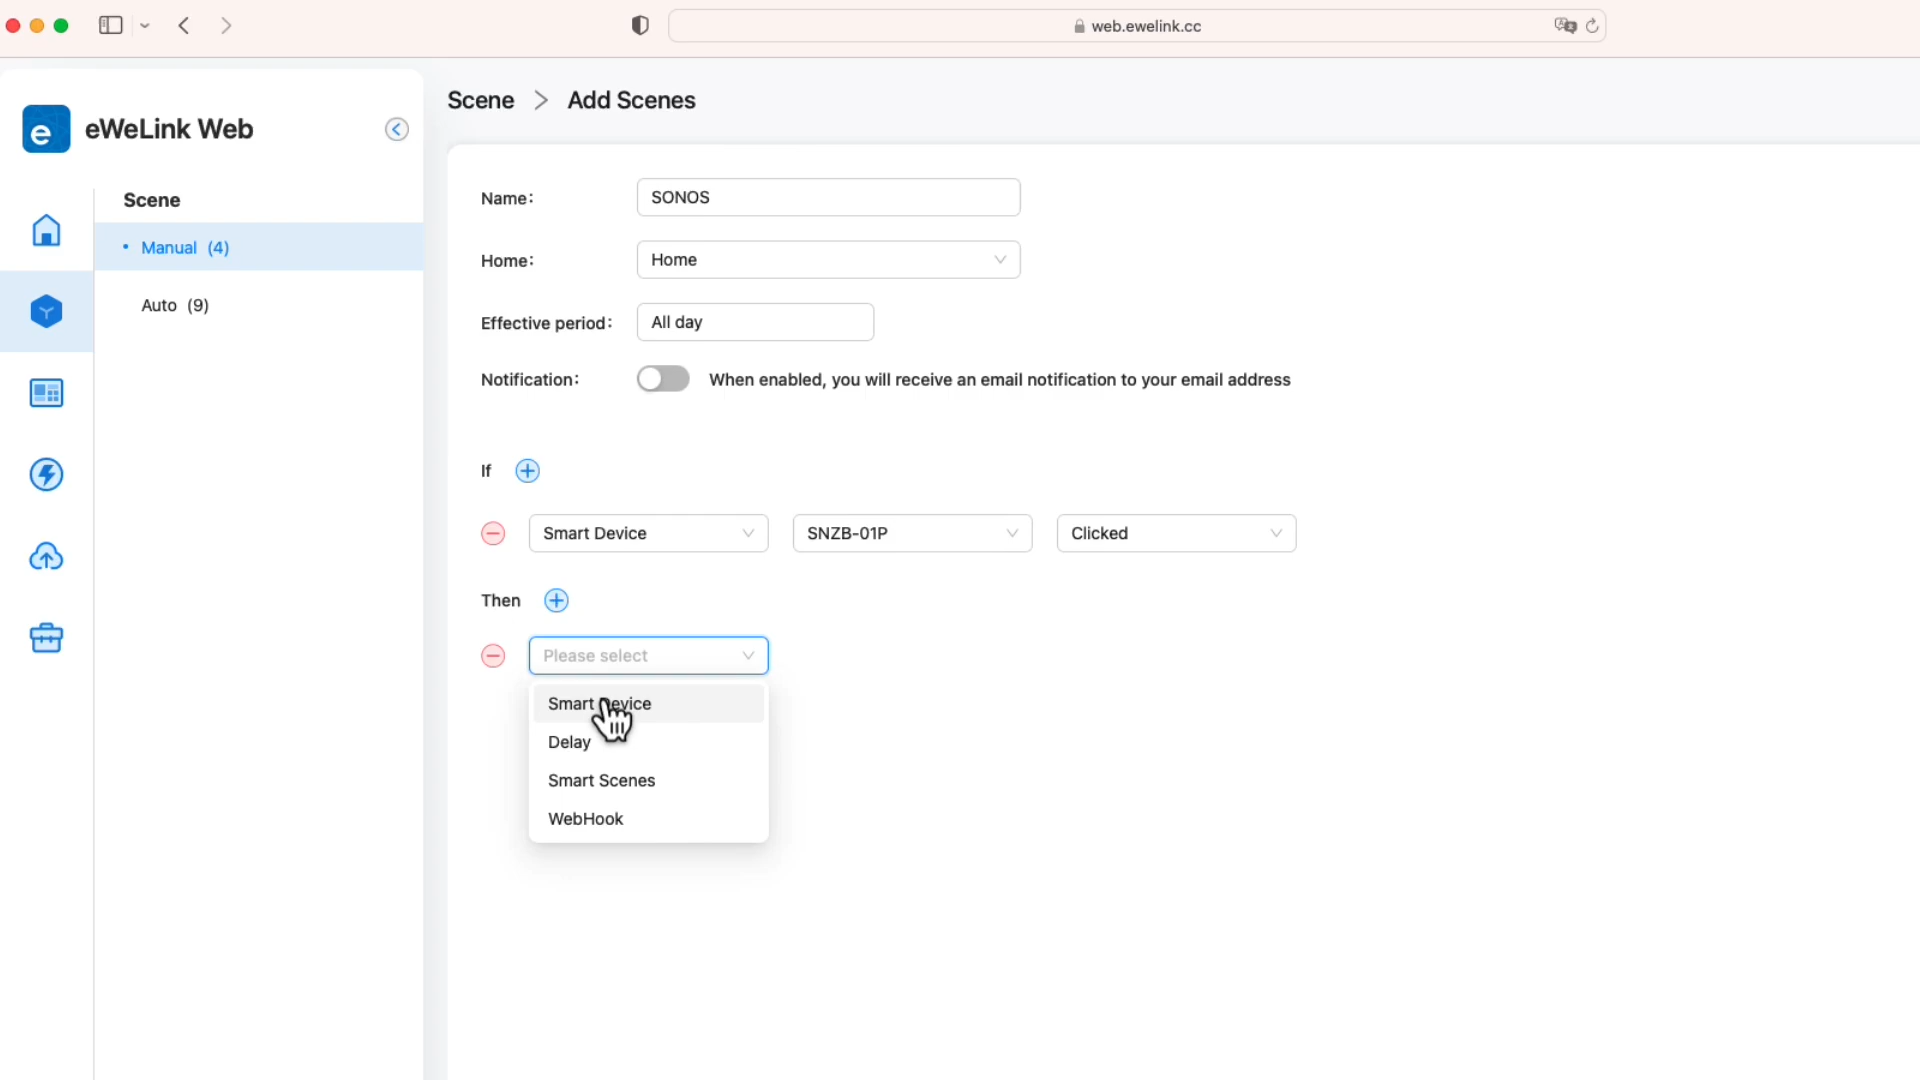 web.ewelink.cc
eWeLink Web
Scene
Manual (4)
Auto (9)
Scene > Add Scenes
Name: SONOS
Home: Home
Effective period: All day
Notification: When enabled, you will receive an email notification to your email address
If
Smart Device SNZB-01P Clicked
Then
Please select
Smart Device
Delay
Smart Scenes
WebHook